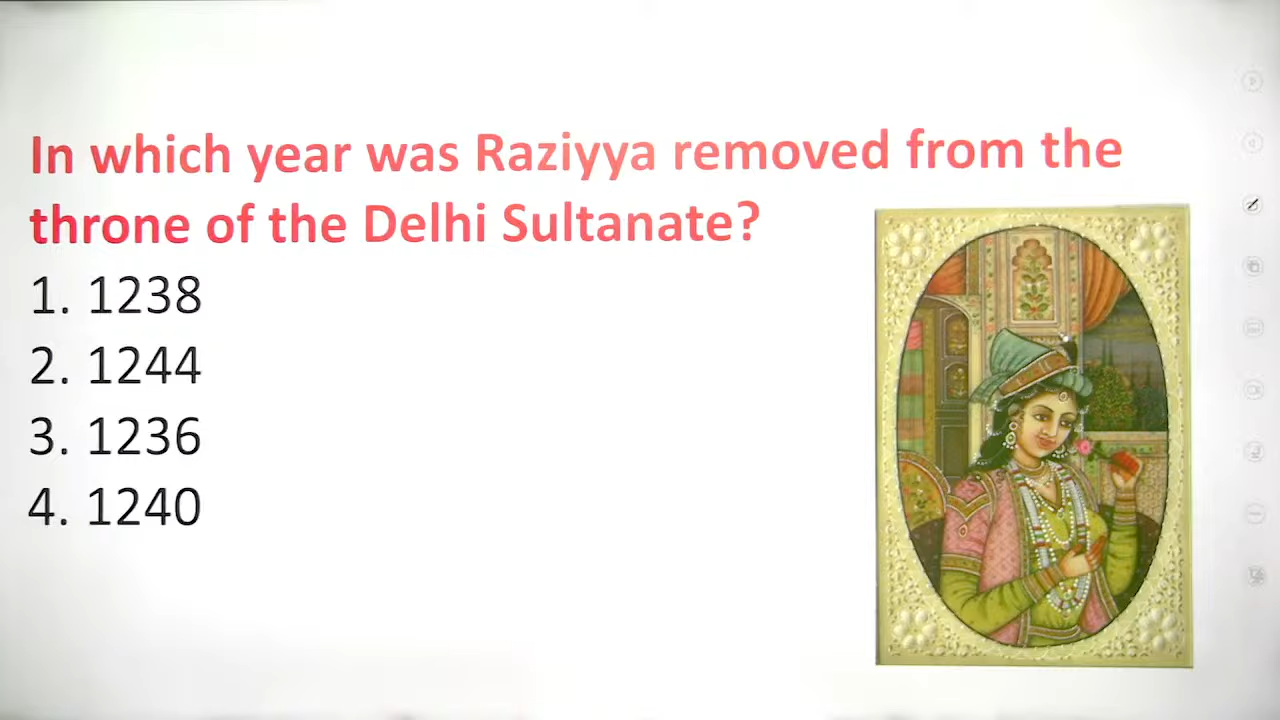 In which year was Raziyya removed from the
throne of the Delhi Sultanate?
1. 1238
2. 1244
3. 1236
4. 1240